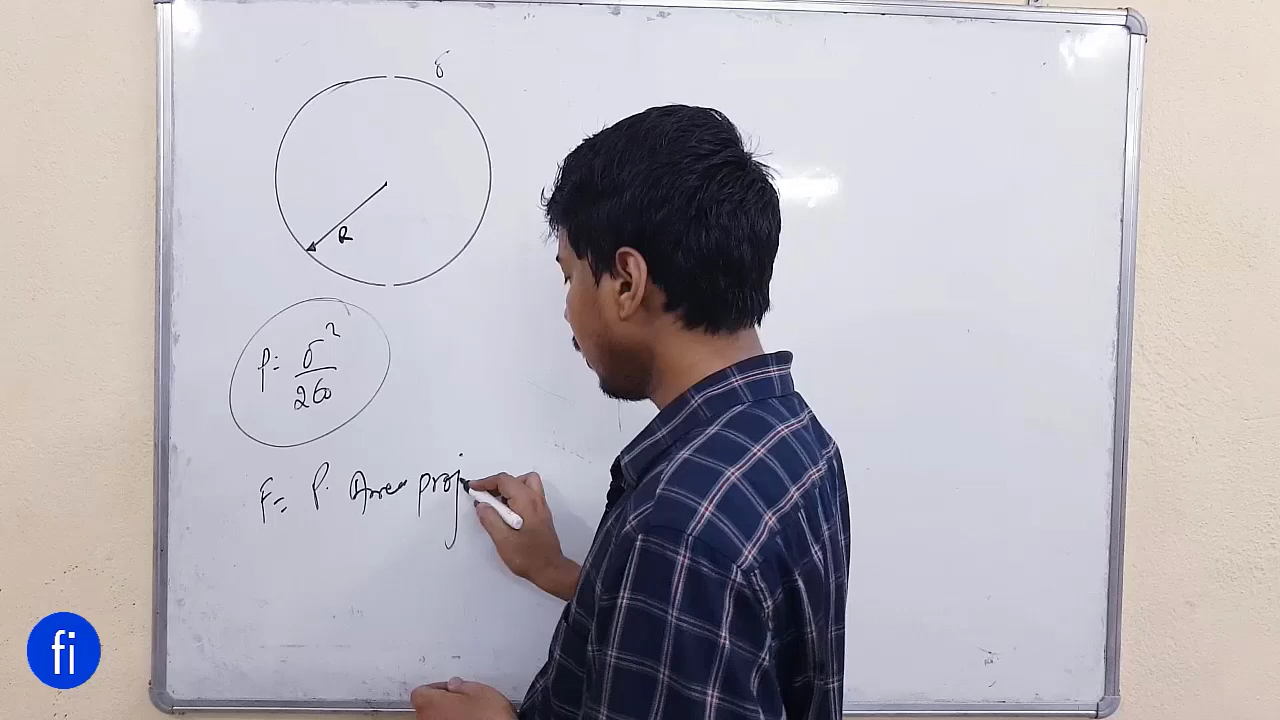 σ
R
P = σ² / 2ε₀
F = P. Area proj
fi